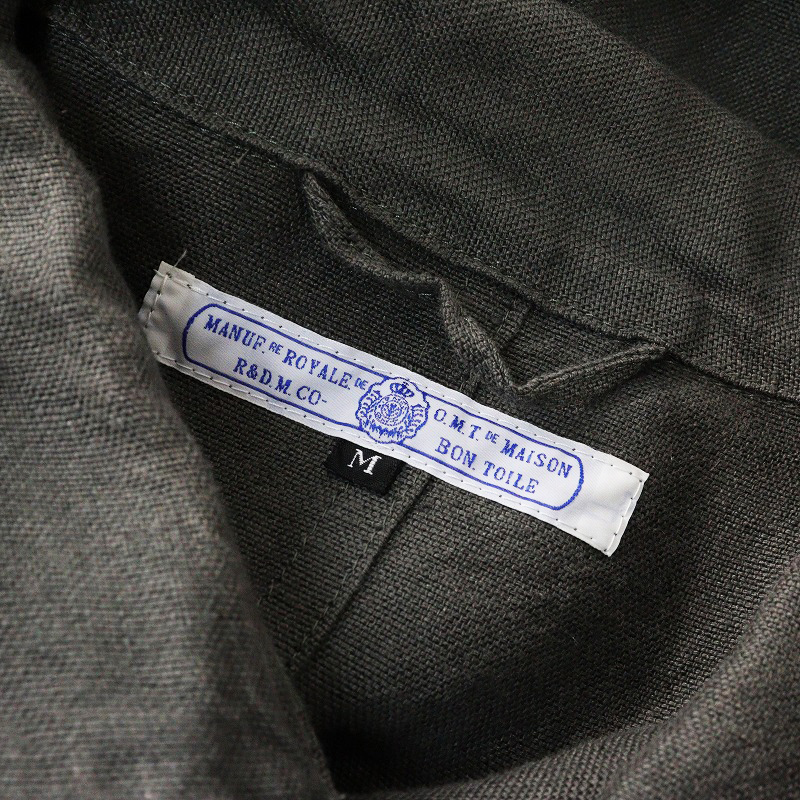 MANUF. RE ROYALE DE
R&D.M.CO-
O.M.T. DE MAISON
BON. TOILE
M